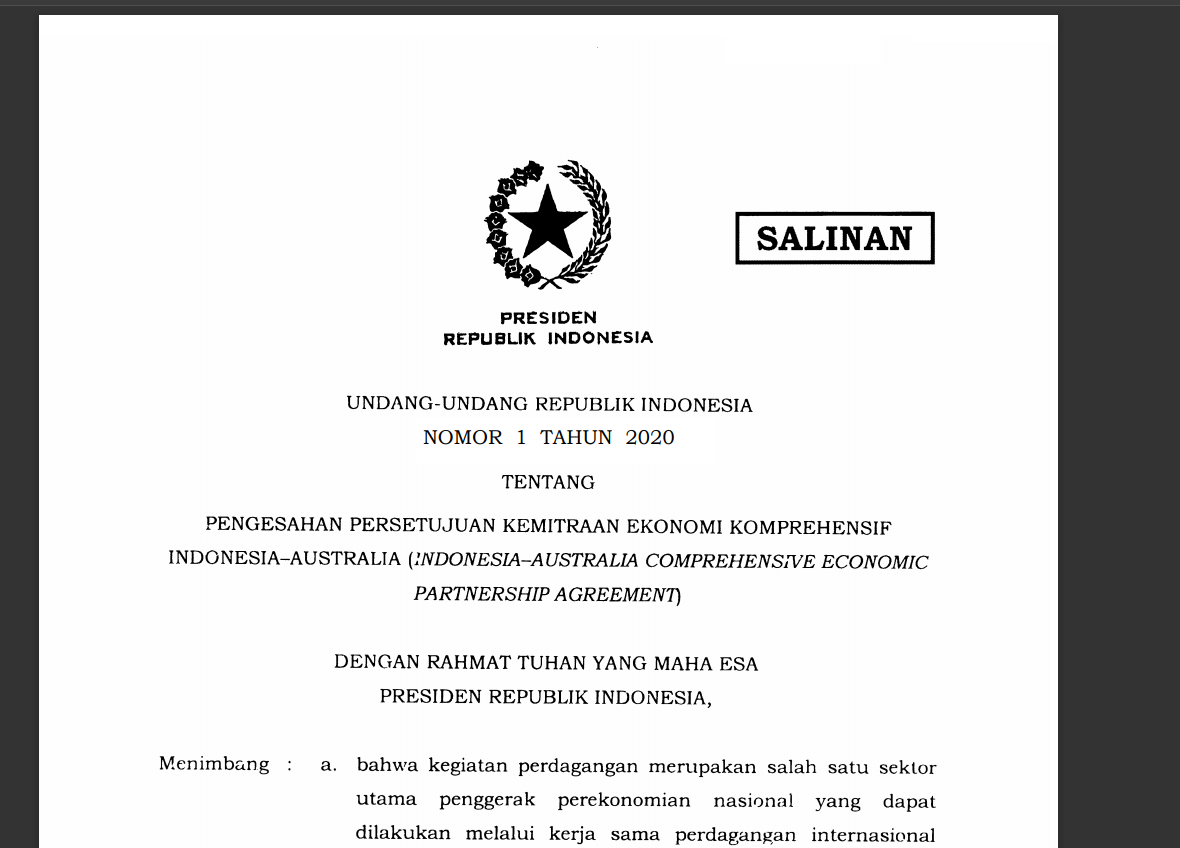 SALINAN
PRESIDEN
REPUBLIK INDONESIA
UNDANG-UNDANG REPUBLIK INDONESIA
NOMOR 1 TAHUN 2020
TENTANG
PENGESAHAN PERSETUJUAN KEMITRAAN EKONOMI KOMPREHENSIF
INDONESIA–AUSTRALIA (INDONESIA–AUSTRALIA COMPREHENSIVE ECONOMIC
PARTNERSHIP AGREEMENT)
DENGAN RAHMAT TUHAN YANG MAHA ESA
PRESIDEN REPUBLIK INDONESIA,
Menimbang : a. bahwa kegiatan perdagangan merupakan salah satu sektor
utama penggerak perekonomian nasional yang dapat
dilakukan melalui kerja sama perdagangan internasional